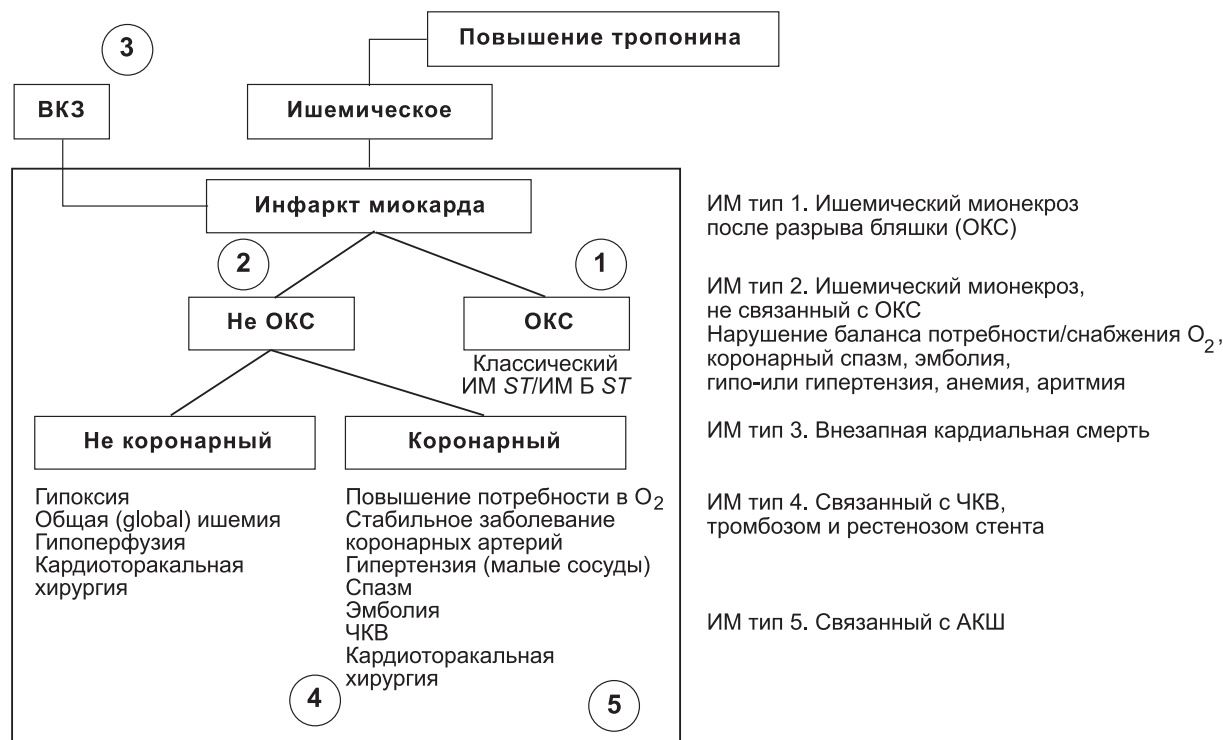 Повышение тропонина
3
ВКЗ
Ишемическое
Инфаркт миокарда
2
1
Не ОКС
ОКС
Классический
ИМ ST/ИМ Б ST
Не коронарный
Коронарный
Гипоксия
Общая (global) ишемия
Гипоперфузия
Кардиоторакальная
хирургия
Повышение потребности в O2
Стабильное заболевание
коронарных артерий
Гипертензия (малые сосуды)
Спазм
Эмболия
ЧКВ
Кардиоторакальная
хирургия
4
5
ИМ тип 1. Ишемический мионекроз
после разрыва бляшки (ОКС)
ИМ тип 2. Ишемический мионекроз,
не связанный с ОКС
Нарушение баланса потребности/снабжения O2,
коронарный спазм, эмболия,
гипо-или гипертензия, анемия, аритмия
ИМ тип 3. Внезапная кардиальная смерть
ИМ тип 4. Связанный с ЧКВ,
тромбозом и рестенозом стента
ИМ тип 5. Связанный с АКШ